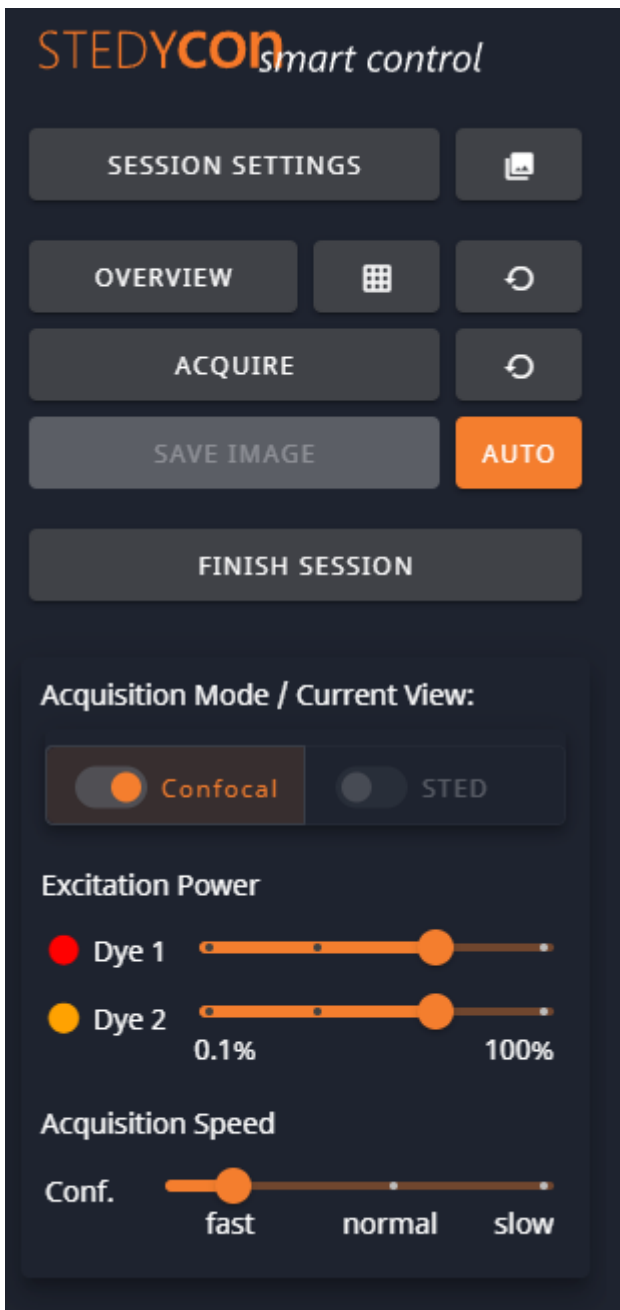 STEDYCON smart control
SESSION SETTINGS
OVERVIEW
ACQUIRE
SAVE IMAGE AUTO
FINISH SESSION
Acquisition Mode / Current View:
Confocal STED
Excitation Power
Dye 1
Dye 2
0.1% 100%
Acquisition Speed
Conf.
fast normal slow